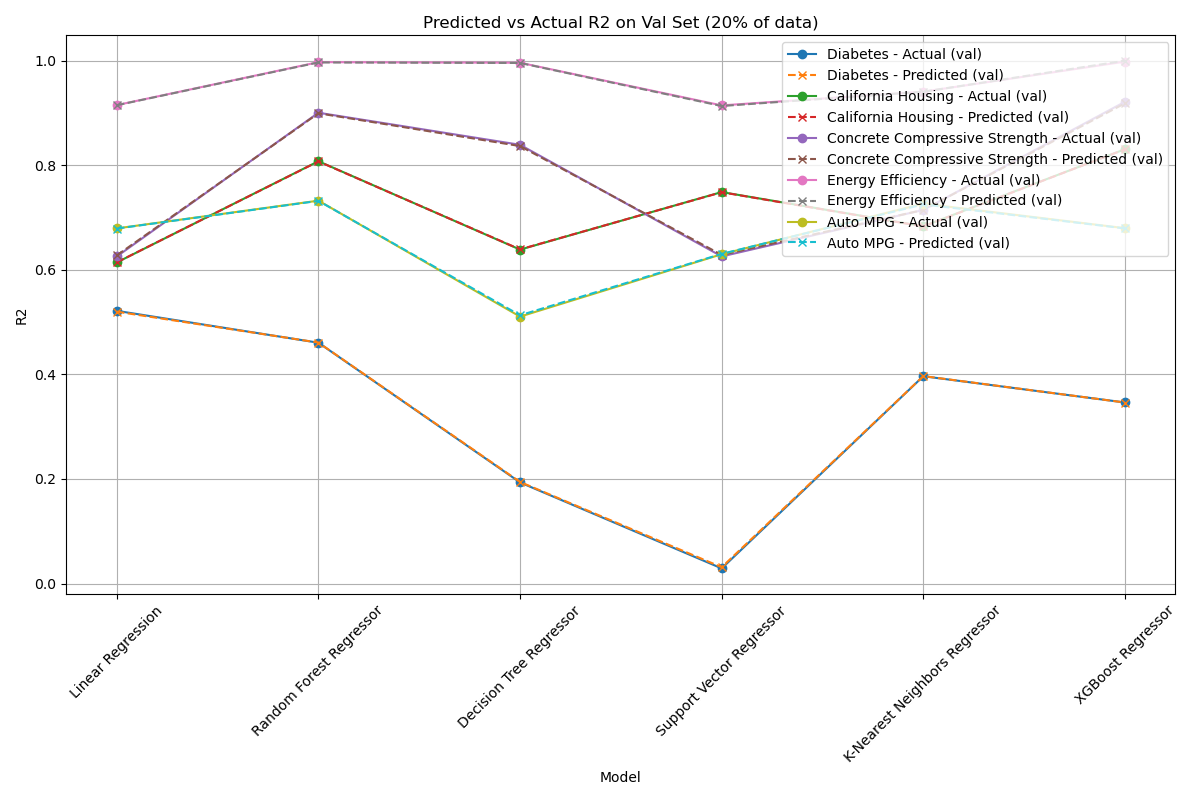 Predicted vs Actual R2 on Val Set (20% of data)
Diabetes - Actual (val)
Diabetes - Predicted (val)
California Housing - Actual (val)
California Housing - Predicted (val)
Concrete Compressive Strength - Actual (val)
Concrete Compressive Strength - Predicted (val)
Energy Efficiency - Actual (val)
Energy Efficiency - Predicted (val)
Auto MPG - Actual (val)
Auto MPG - Predicted (val)
R2
1.0
0.8
0.6
0.4
0.2
0.0
Linear Regression
Random Forest Regressor
Decision Tree Regressor
Support Vector Regressor
K-Nearest Neighbors Regressor
XGBoost Regressor
Model